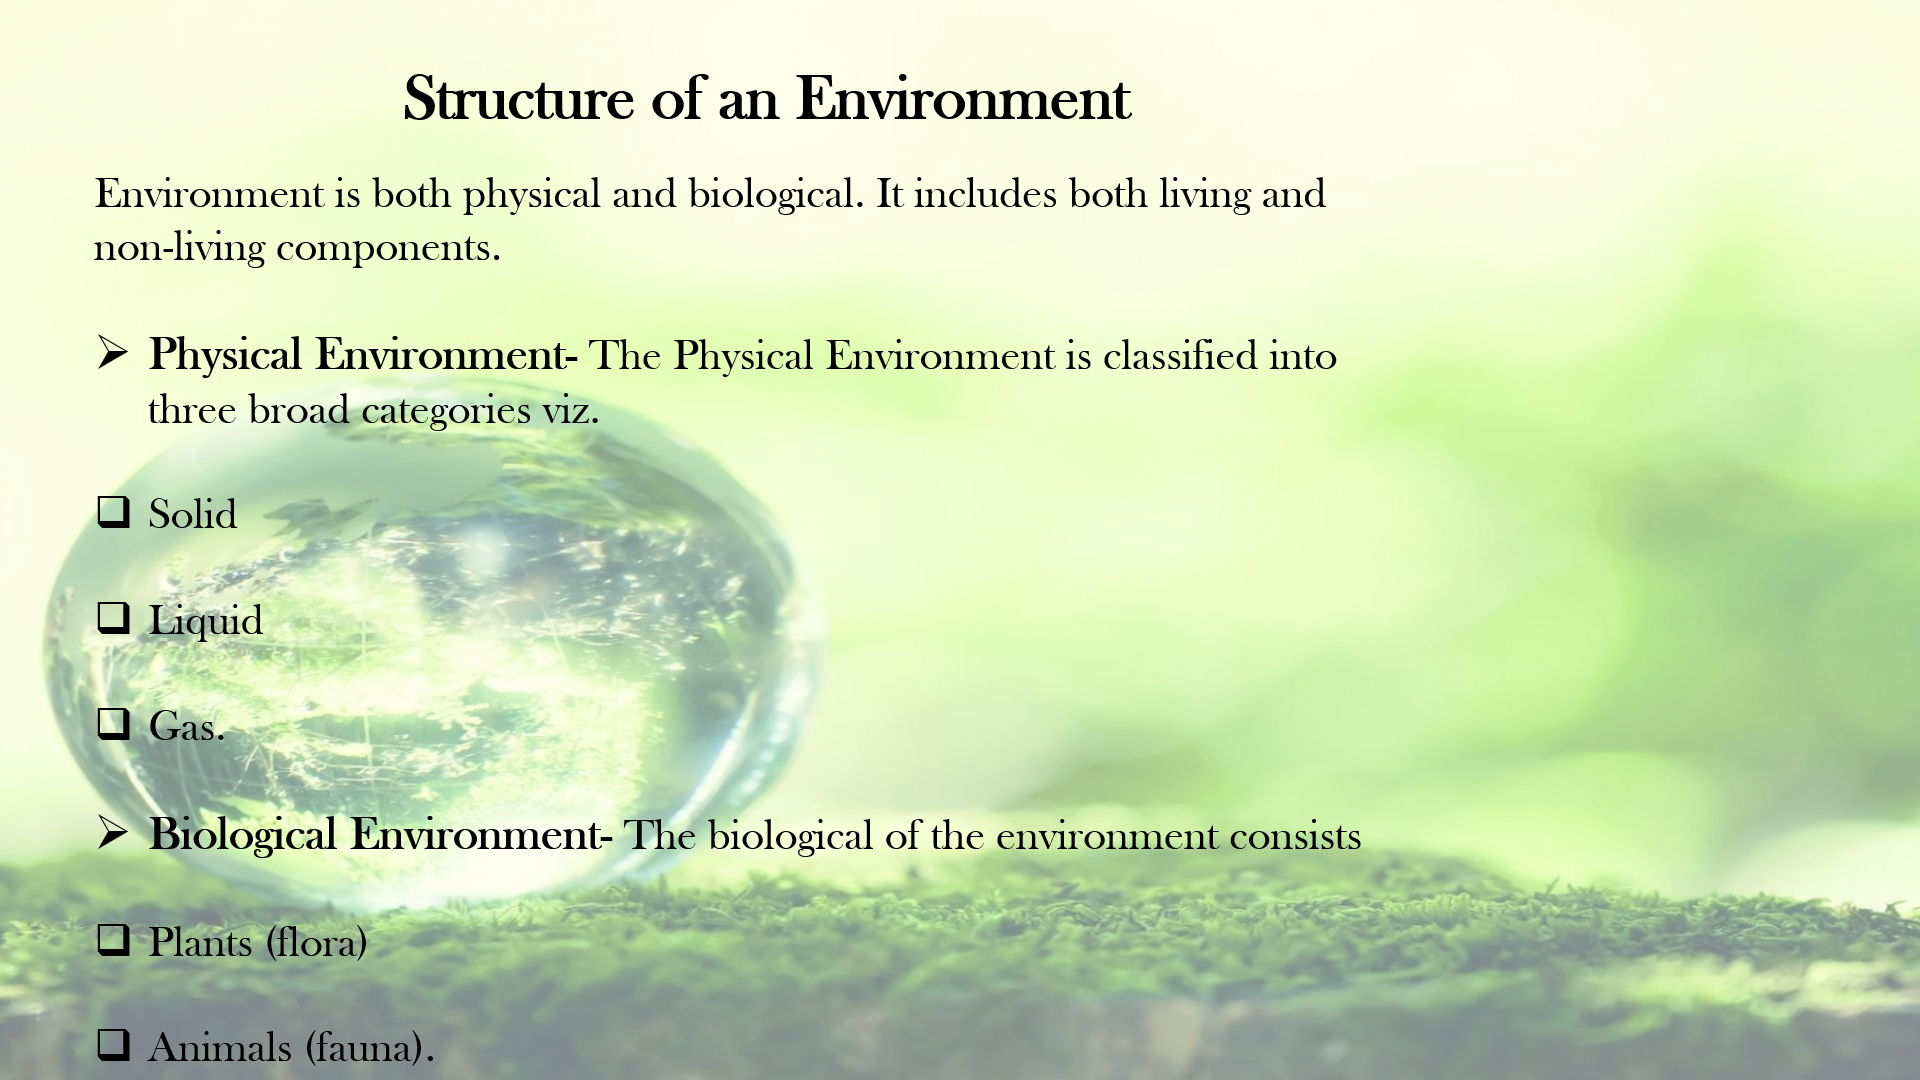 Structure of an Environment
Environment is both physical and biological. It includes both living and
non-living components.
Physical Environment- The Physical Environment is classified into
three broad categories viz.
Solid
Liquid
Gas.
Biological Environment- The biological of the environment consists
Plants (flora)
Animals (fauna).